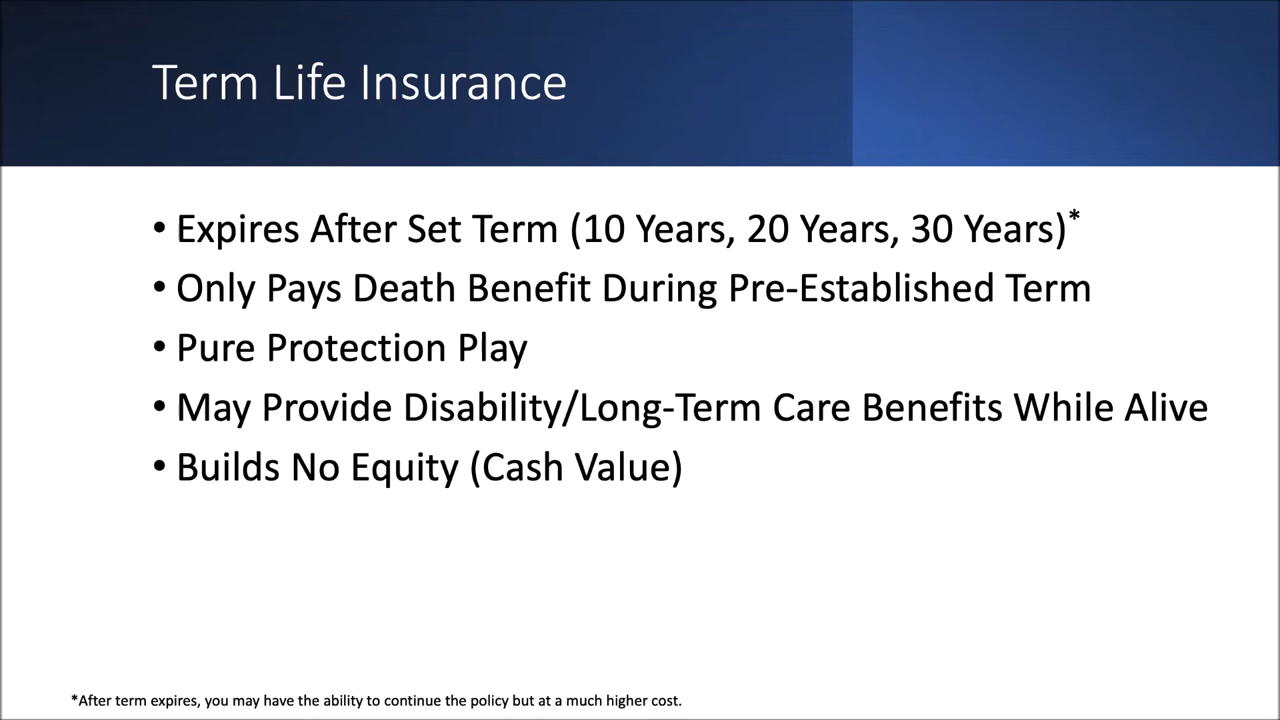 Term Life Insurance
• Expires After Set Term (10 Years, 20 Years, 30 Years)*
• Only Pays Death Benefit During Pre-Established Term
• Pure Protection Play
• May Provide Disability/Long-Term Care Benefits While Alive
• Builds No Equity (Cash Value)
*After term expires, you may have the ability to continue the policy but at a much higher cost.